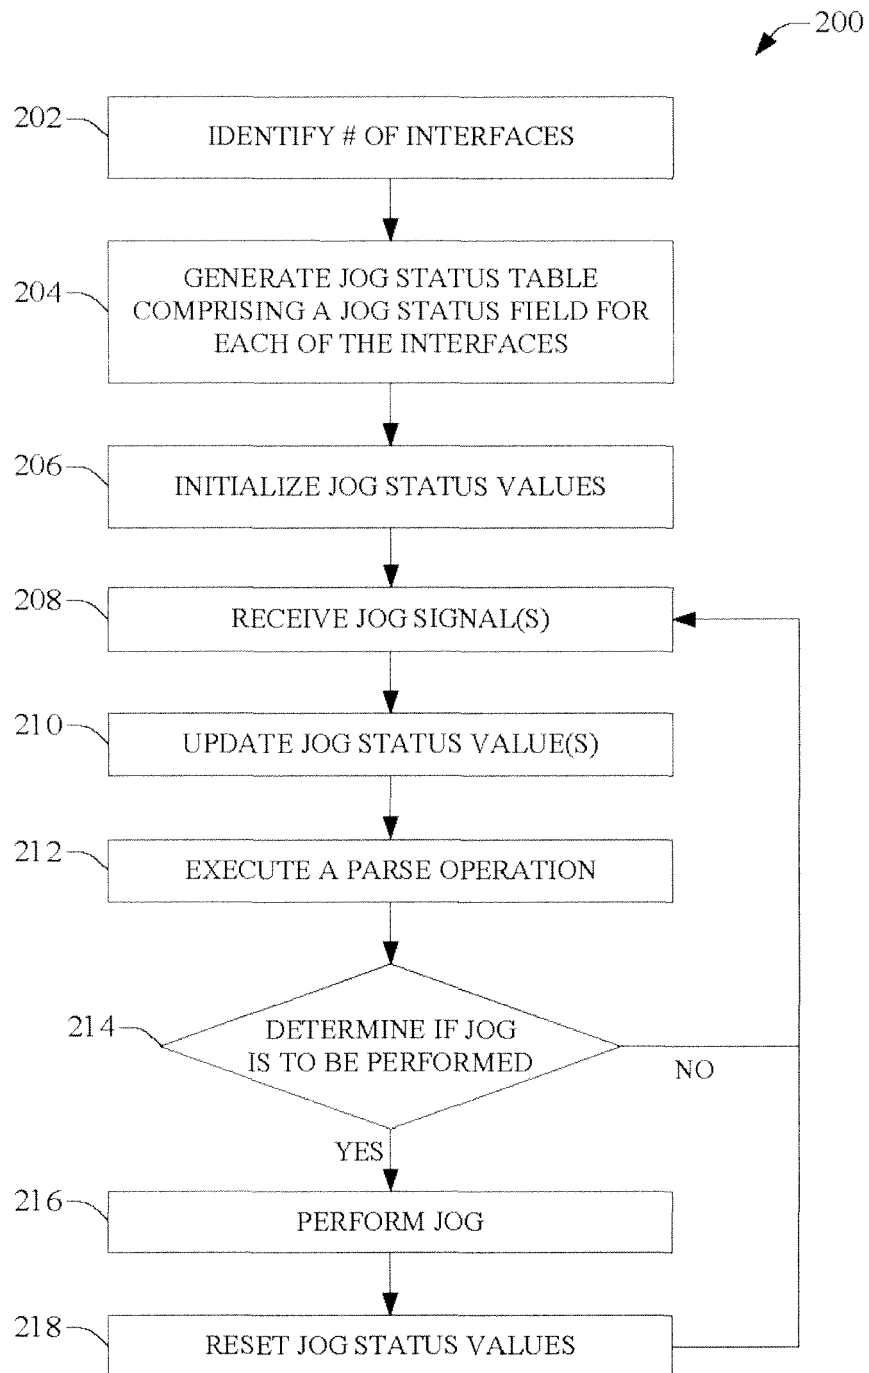 200
202
IDENTIFY # OF INTERFACES
204
GENERATE JOG STATUS TABLE
COMPRISING A JOG STATUS FIELD FOR
EACH OF THE INTERFACES
206
INITIALIZE JOG STATUS VALUES
208
RECEIVE JOG SIGNAL(S)
210
UPDATE JOG STATUS VALUE(S)
212
EXECUTE A PARSE OPERATION
214
DETERMINE IF JOG
IS TO BE PERFORMED
NO
YES
216
PERFORM JOG
218
RESET JOG STATUS VALUES